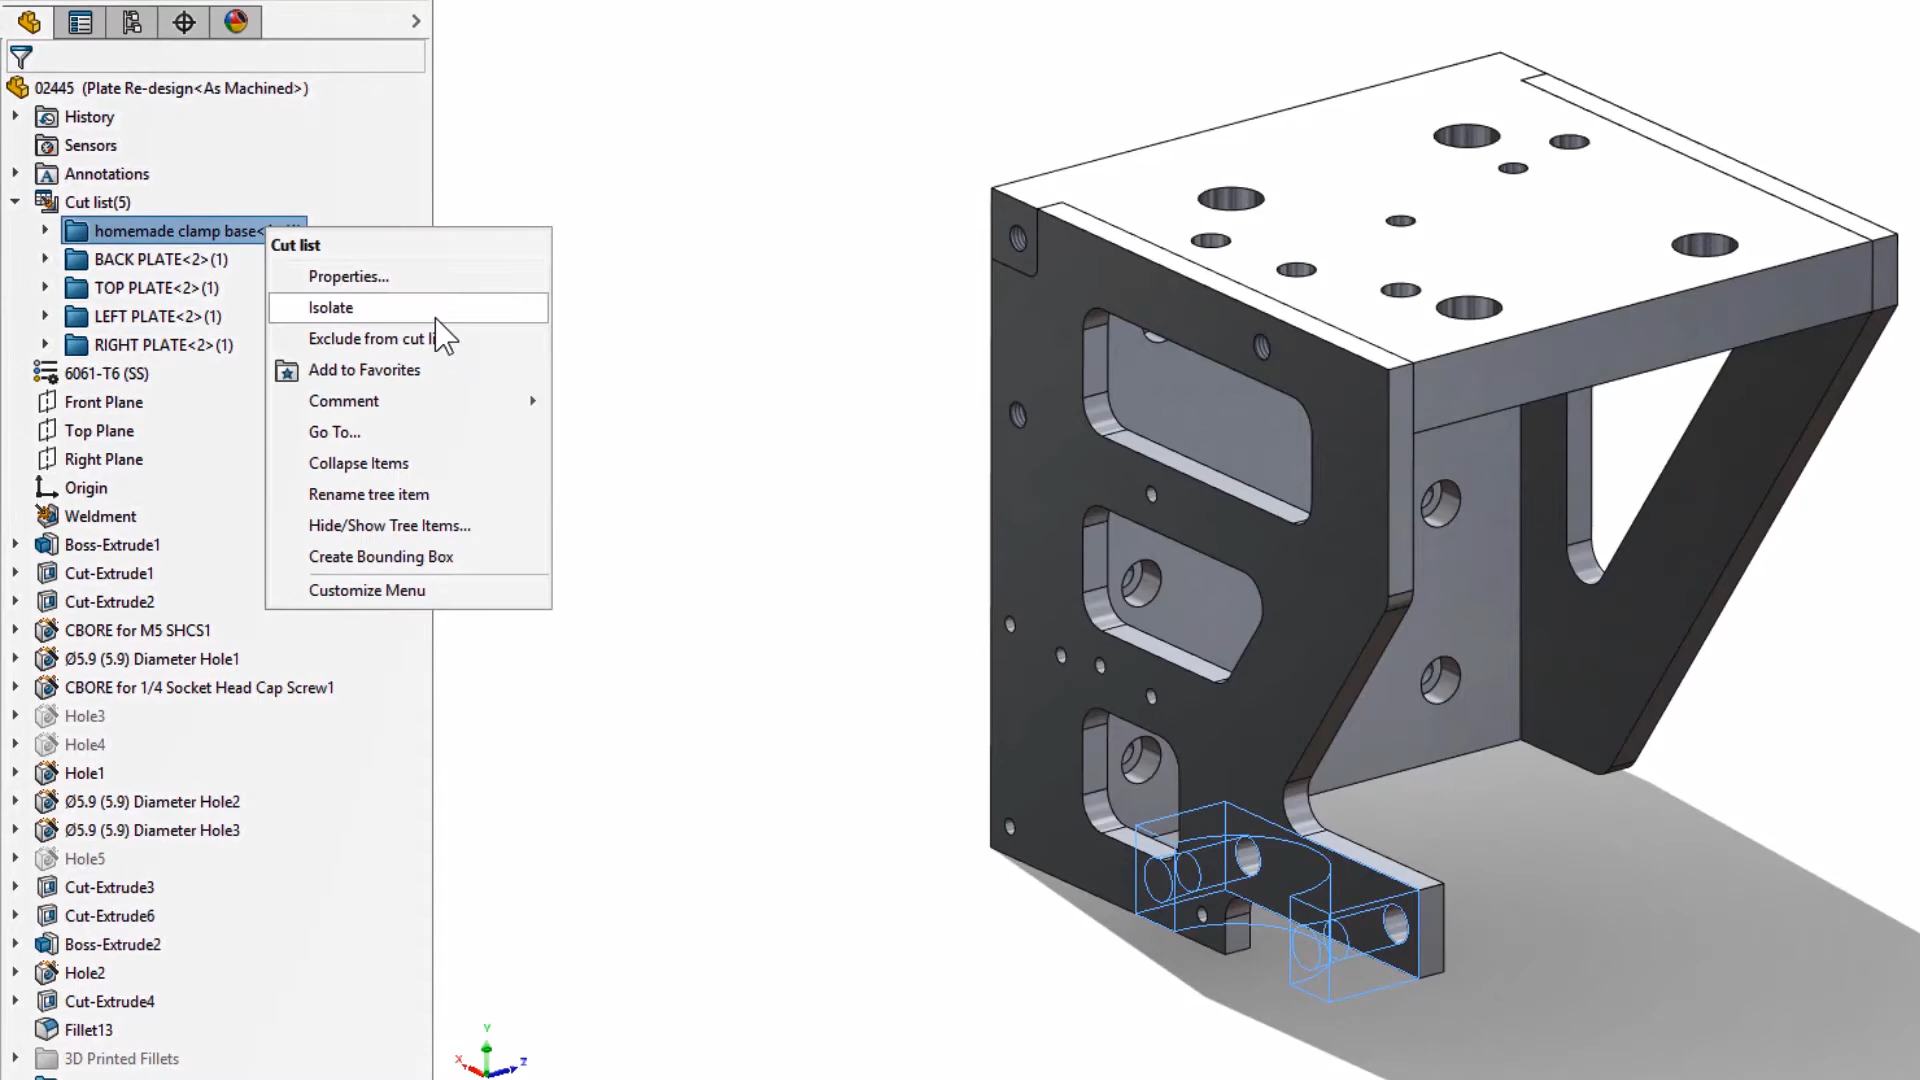 02445 (Plate Re-design<As Machined>)
History
Sensors
Annotations
Cut list(5)
homemade clamp base<
BACK PLATE<2>(1)
TOP PLATE<2>(1)
LEFT PLATE<2>(1)
RIGHT PLATE<2>(1)
6061-T6 (SS)
Front Plane
Top Plane
Right Plane
Origin
Weldment
Boss-Extrude1
Cut-Extrude1
Cut-Extrude2
CBORE for M5 SHCS1
Ø5.9 (5.9) Diameter Hole1
CBORE for 1/4 Socket Head Cap Screw1
Hole3
Hole4
Hole1
Ø5.9 (5.9) Diameter Hole2
Ø5.9 (5.9) Diameter Hole3
Hole5
Cut-Extrude3
Cut-Extrude6
Boss-Extrude2
Hole2
Cut-Extrude4
Fillet13
3D Printed Fillets
Cut list
Properties...
Isolate
Exclude from cut
Add to Favorites
Comment
Go To...
Collapse Items
Rename tree item
Hide/Show Tree Items...
Create Bounding Box
Customize Menu
Y
X
Z